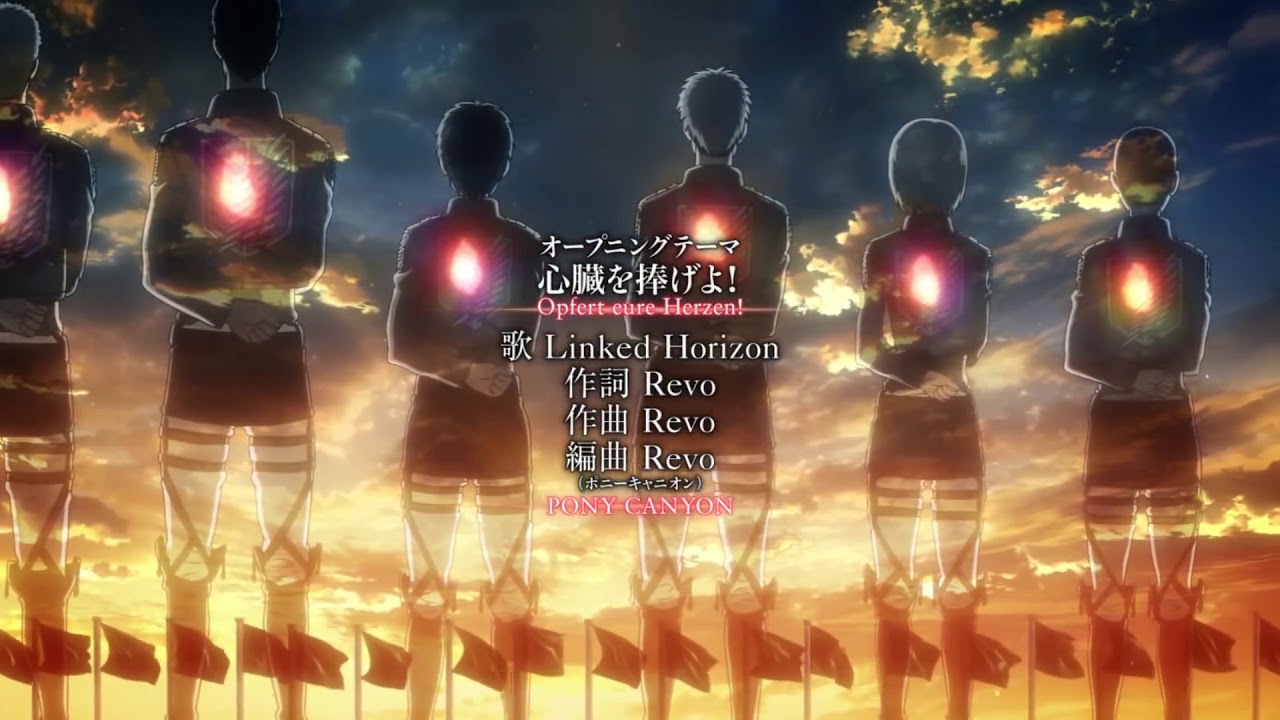 オープニングテーマ
心臓を捧げよ!
Opfert eure Herzen!
歌 Linked Horizon
作詞 Revo
作曲 Revo
編曲 Revo
(ポニーキャニオン)
PONY CANYON